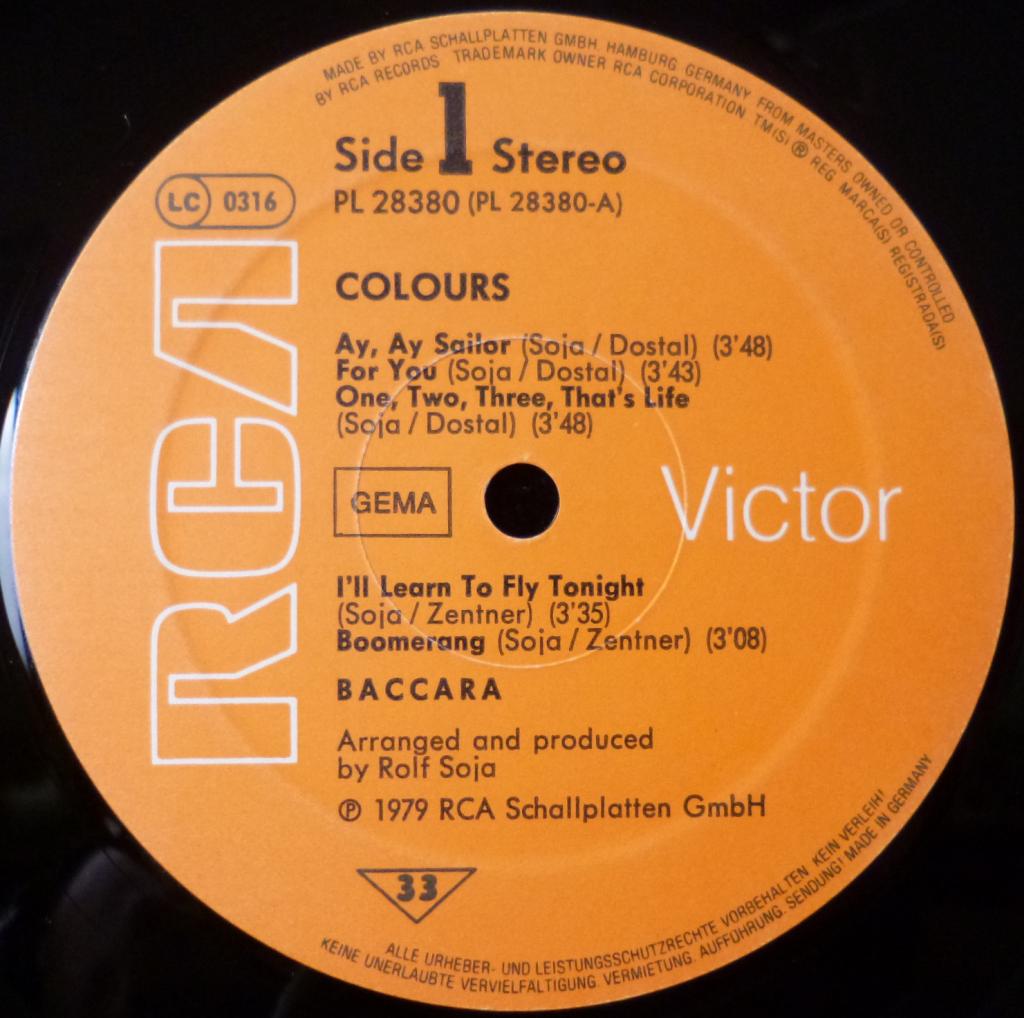 MADE BY RCA SCHALLPLATTEN GMBH, HAMBURG, GERMANY FROM MASTERS OWNED OR CONTROLLED
BY RCA RECORDS TRADEMARK OWNER RCA CORPORATION TM(S) ® REG. MARCA(S) REGISTRADA(S)
Side 1 Stereo
LC 0316
PL 28380 (PL 28380-A)
COLOURS
Ay, Ay Sailor (Soja / Dostal) (3'48)
For You (Soja / Dostal) (3'43)
One, Two, Three, That's Life
(Soja / Dostal) (3'48)
RCA
GEMA
Victor
I'll Learn To Fly Tonight
(Soja / Zentner) (3'35)
Boomerang (Soja / Zentner) (3'08)
BACCARA
Arranged and produced
by Rolf Soja
℗ 1979 RCA Schallplatten GmbH
33
ALLE URHEBER- UND LEISTUNGSSCHUTZRECHTE VORBEHALTEN. KEIN VERLEIH!
KEINE UNERLAUBTE VERVIELFÄLTIGUNG, VERMIETUNG, AUFFÜHRUNG, SENDUNG! MADE IN GERMANY